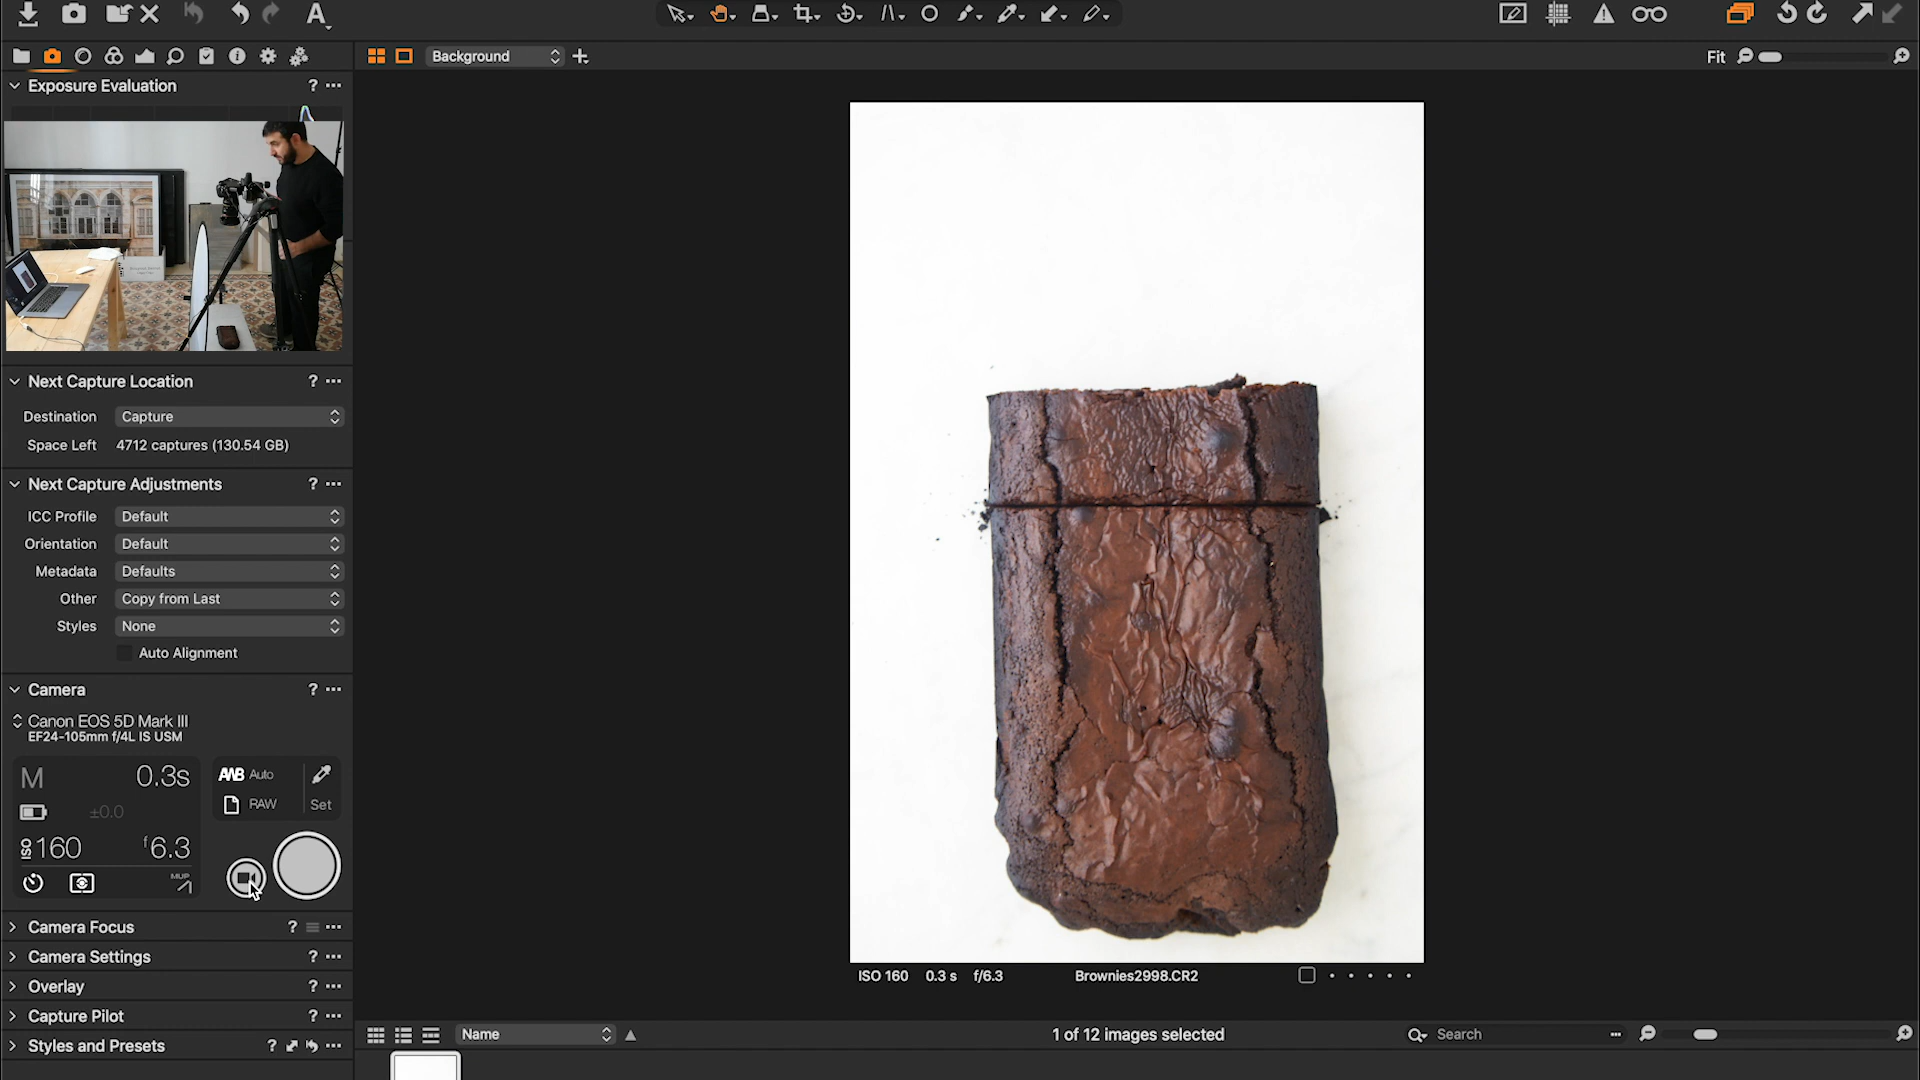 A
Background
Fit
Exposure Evaluation ? ...
Next Capture Location ? ...
Destination Capture
Space Left 4712 captures (130.54 GB)
Next Capture Adjustments ? ...
ICC Profile Default
Orientation Default
Metadata Defaults
Other Copy from Last
Styles None
Auto Alignment
Camera ? ...
Canon EOS 5D Mark III
EF24-105mm f/4L IS USM
M 0.3s
AWB Auto
±0.0
RAW Set
ISO 160 f6.3
MUP
Camera Focus ? ...
Camera Settings ? ...
Overlay ? ...
Capture Pilot ? ...
Styles and Presets ? ...
ISO 160 0.3 s f/6.3 Brownies2998.CR2
Name 1 of 12 images selected Search ...